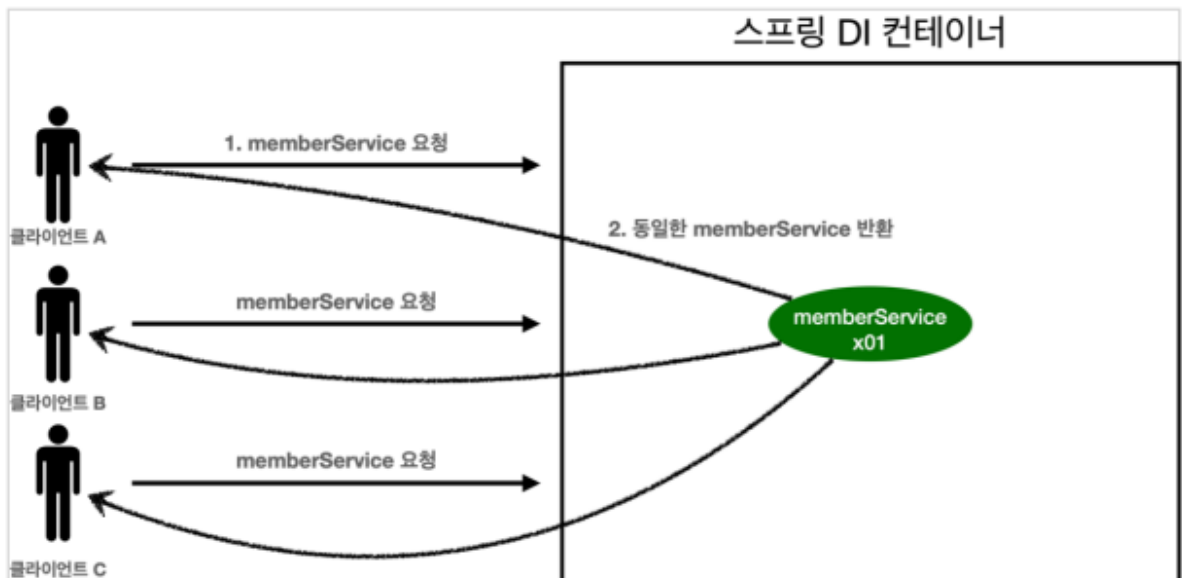 스프링 DI 컨테이너
1. memberService 요청
클라이언트 A
2. 동일한 memberService 반환
memberService 요청
memberService
x01
클라이언트 B
memberService 요청
클라이언트 C